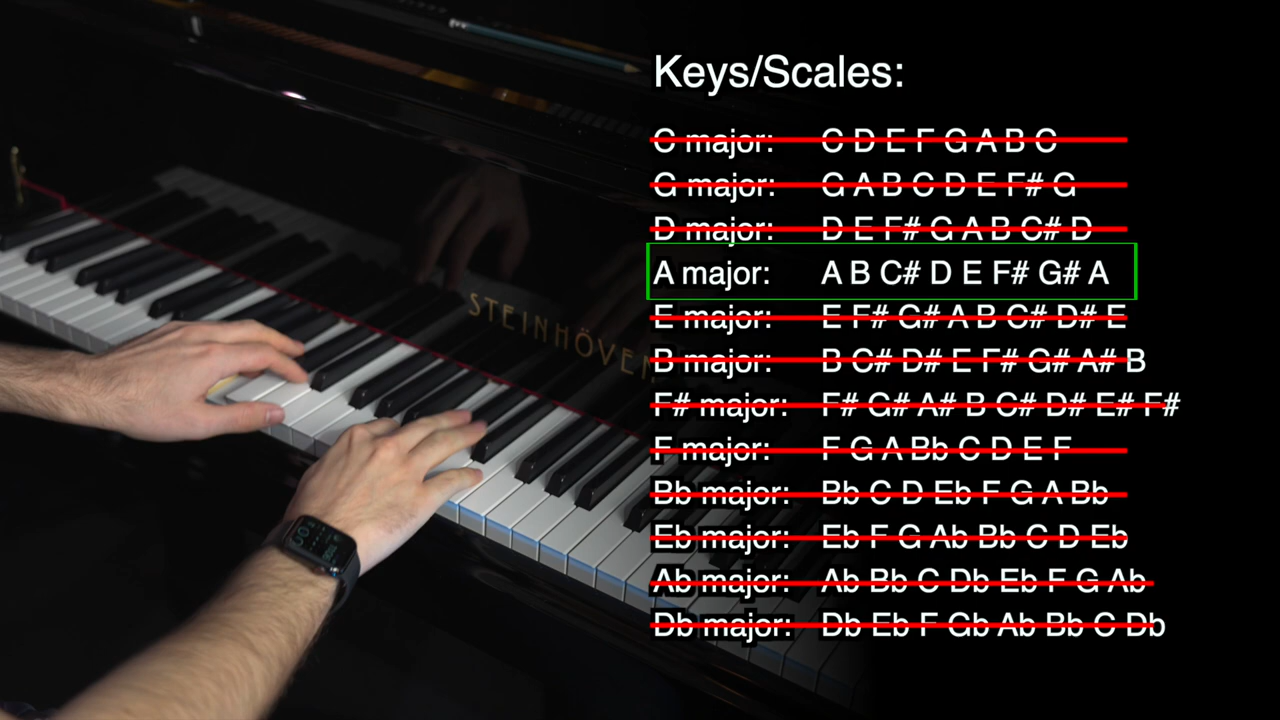 Keys/Scales:
C major: C D E F G A B C
G major: G A B C D E F# G
D major: D E F# G A B C# D
A major: A B C# D E F# G# A
E major: E F# G# A B C# D# E
B major: B C# D# E F# G# A# B
F# major: F# G# A# B C# D# E# F#
F major: F G A Bb C D E F
Bb major: Bb C D Eb F G A Bb
Eb major: Eb F G Ab Bb C D Eb
Ab major: Ab Bb C Db Eb F G Ab
Db major: Db Eb F Gb Ab Bb C Db
STEINHÖVEN